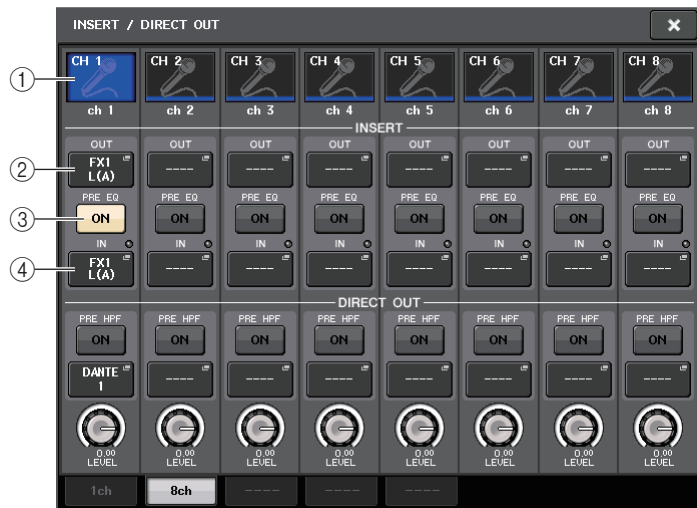 INSERT / DIRECT OUT ×
① CH 1 CH 2 CH 3 CH 4 CH 5 CH 6 CH 7 CH 8
ch 1 ch 2 ch 3 ch 4 ch 5 ch 6 ch 7 ch 8
INSERT
OUT OUT OUT OUT OUT OUT OUT OUT
② FX1 L(A) ---- ---- ---- ---- ---- ---- ----
PRE EQ PRE EQ PRE EQ PRE EQ PRE EQ PRE EQ PRE EQ PRE EQ
③ ON ON ON ON ON ON ON ON
IN IN IN IN IN IN IN IN
④ FX1 L(A) ---- ---- ---- ---- ---- ---- ----
DIRECT OUT
PRE HPF PRE HPF PRE HPF PRE HPF PRE HPF PRE HPF PRE HPF PRE HPF
ON ON ON ON ON ON ON ON
DANTE 1 ---- ---- ---- ---- ---- ---- ----
0.00 0.00 0.00 0.00 0.00 0.00 0.00 0.00
LEVEL LEVEL LEVEL LEVEL LEVEL LEVEL LEVEL LEVEL
1ch 8ch ---- ---- ----